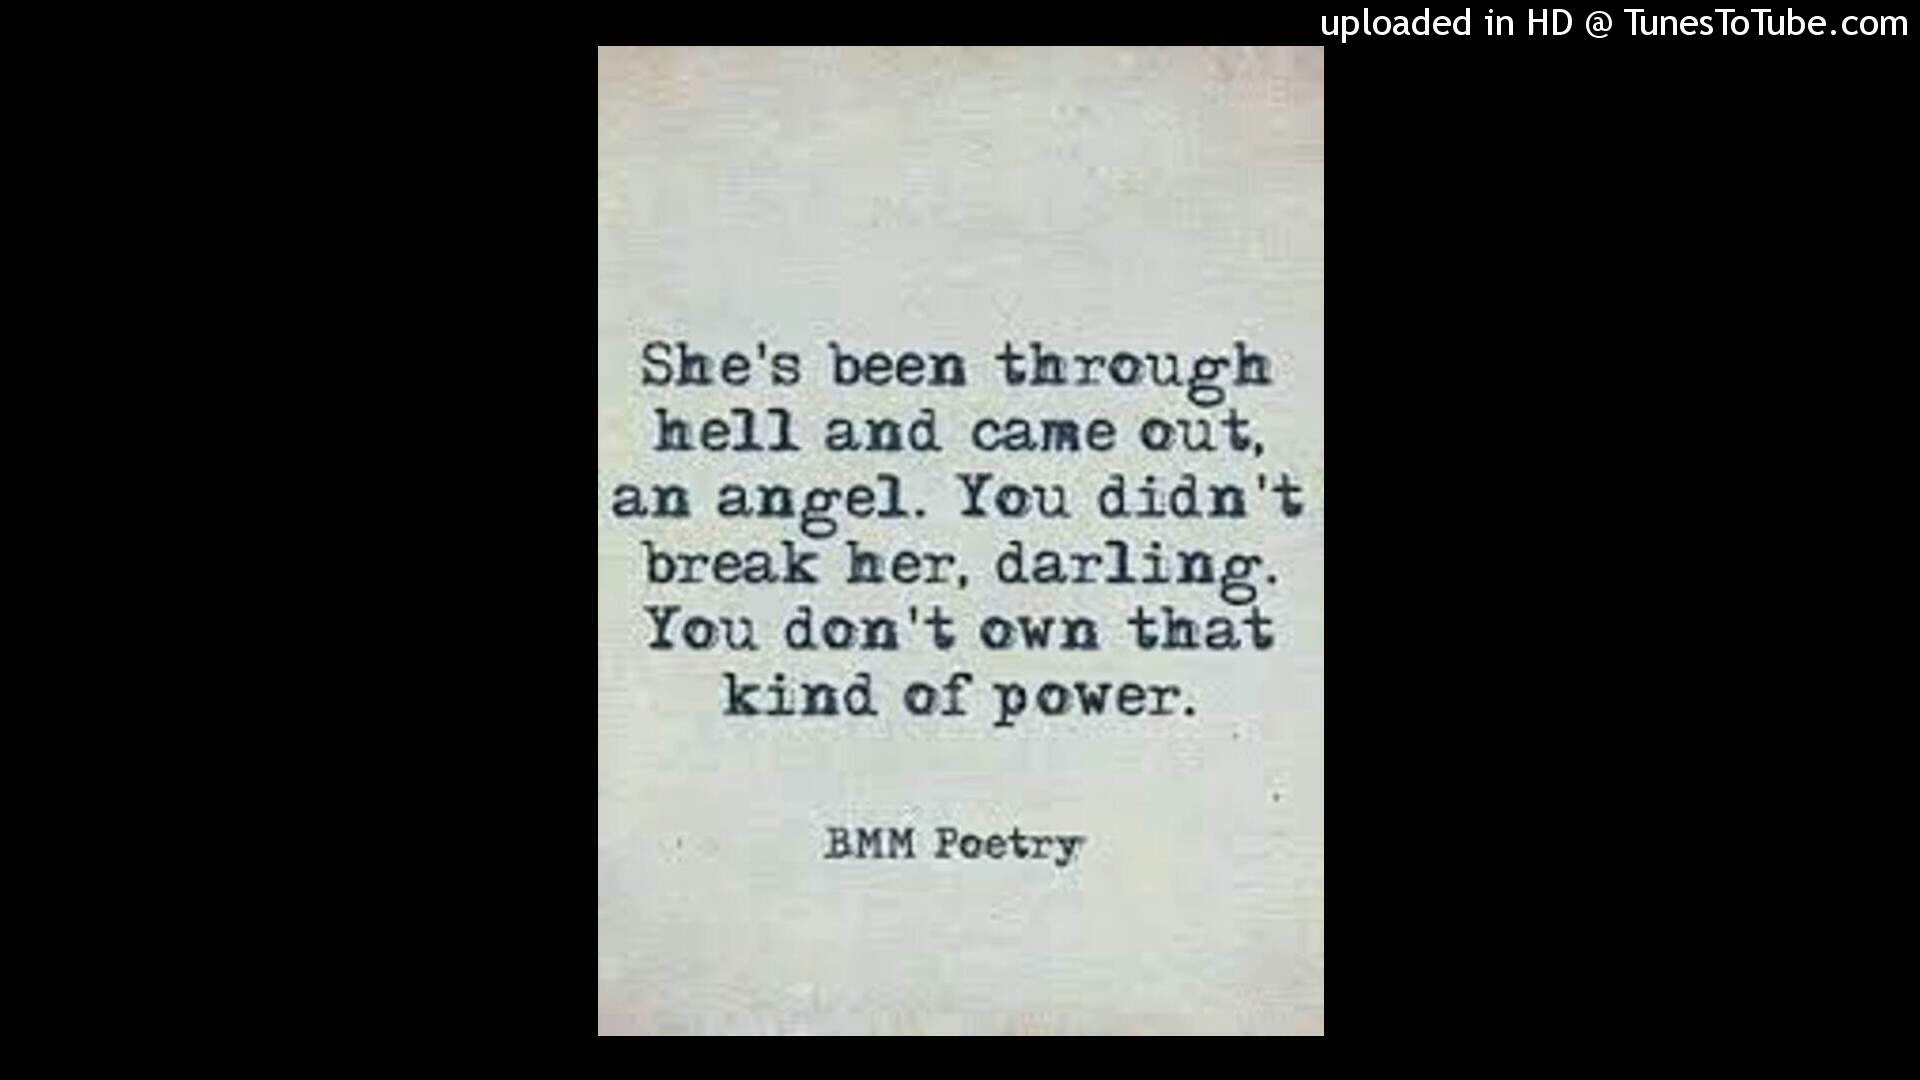 uploaded in HD @ TunesToTube.com
She's been through
hell and came out,
an angel. You didn't
break her, darling.
You don't own that
kind of power.
BMM Poetry